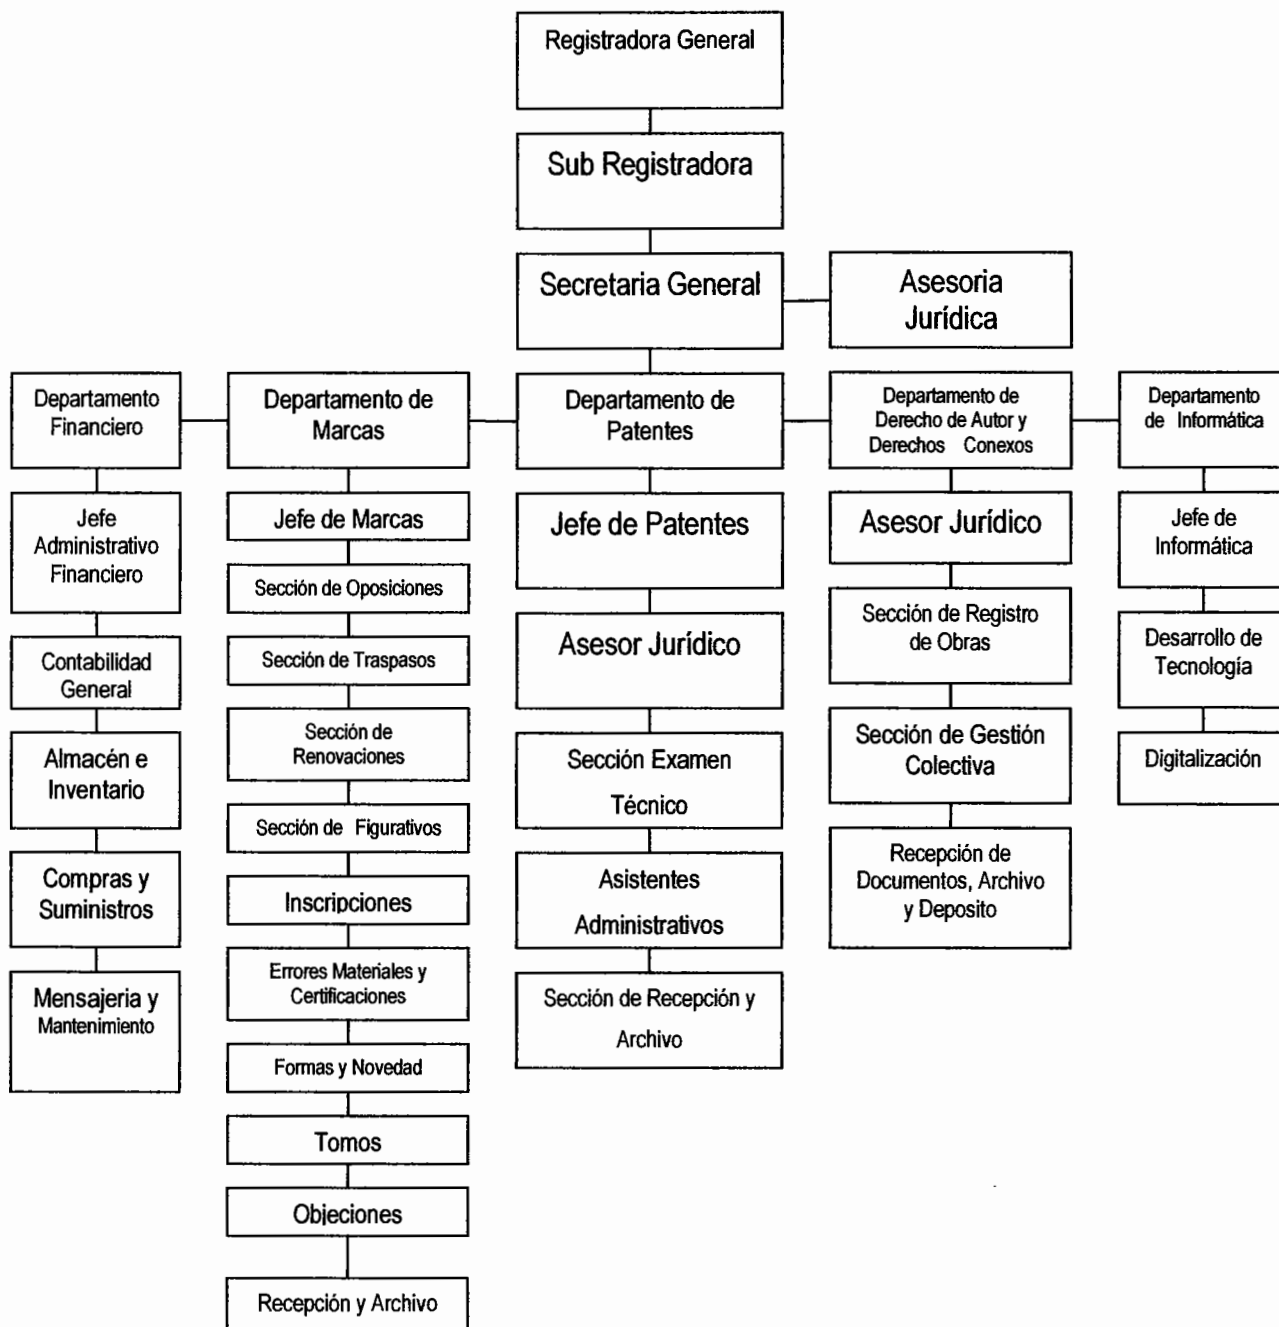 Registradora General
Sub Registradora
Secretaria General
Asesoria
Jurídica
Departamento
Financiero
Departamento de
Marcas
Departamento de
Patentes
Departamento de
Derecho de Autor y
Derechos Conexos
Departamento
de Informática
Jefe
Administrativo
Financiero
Contabilidad
General
Almacén e
Inventario
Compras y
Suministros
Mensajeria y
Mantenimiento
Jefe de Marcas
Sección de Oposiciones
Sección de Traspasos
Sección de
Renovaciones
Sección de Figurativos
Inscripciones
Errores Materiales y
Certificaciones
Formas y Novedad
Tomos
Objeciones
Recepción y Archivo
Jefe de Patentes
Asesor Jurídico
Sección Examen
Técnico
Asistentes
Administrativos
Sección de Recepción y
Archivo
Asesor Jurídico
Sección de Registro
de Obras
Sección de Gestión
Colectiva
Recepción de
Documentos, Archivo
y Deposito
Jefe de
Informática
Desarrollo de
Tecnología
Digitalización